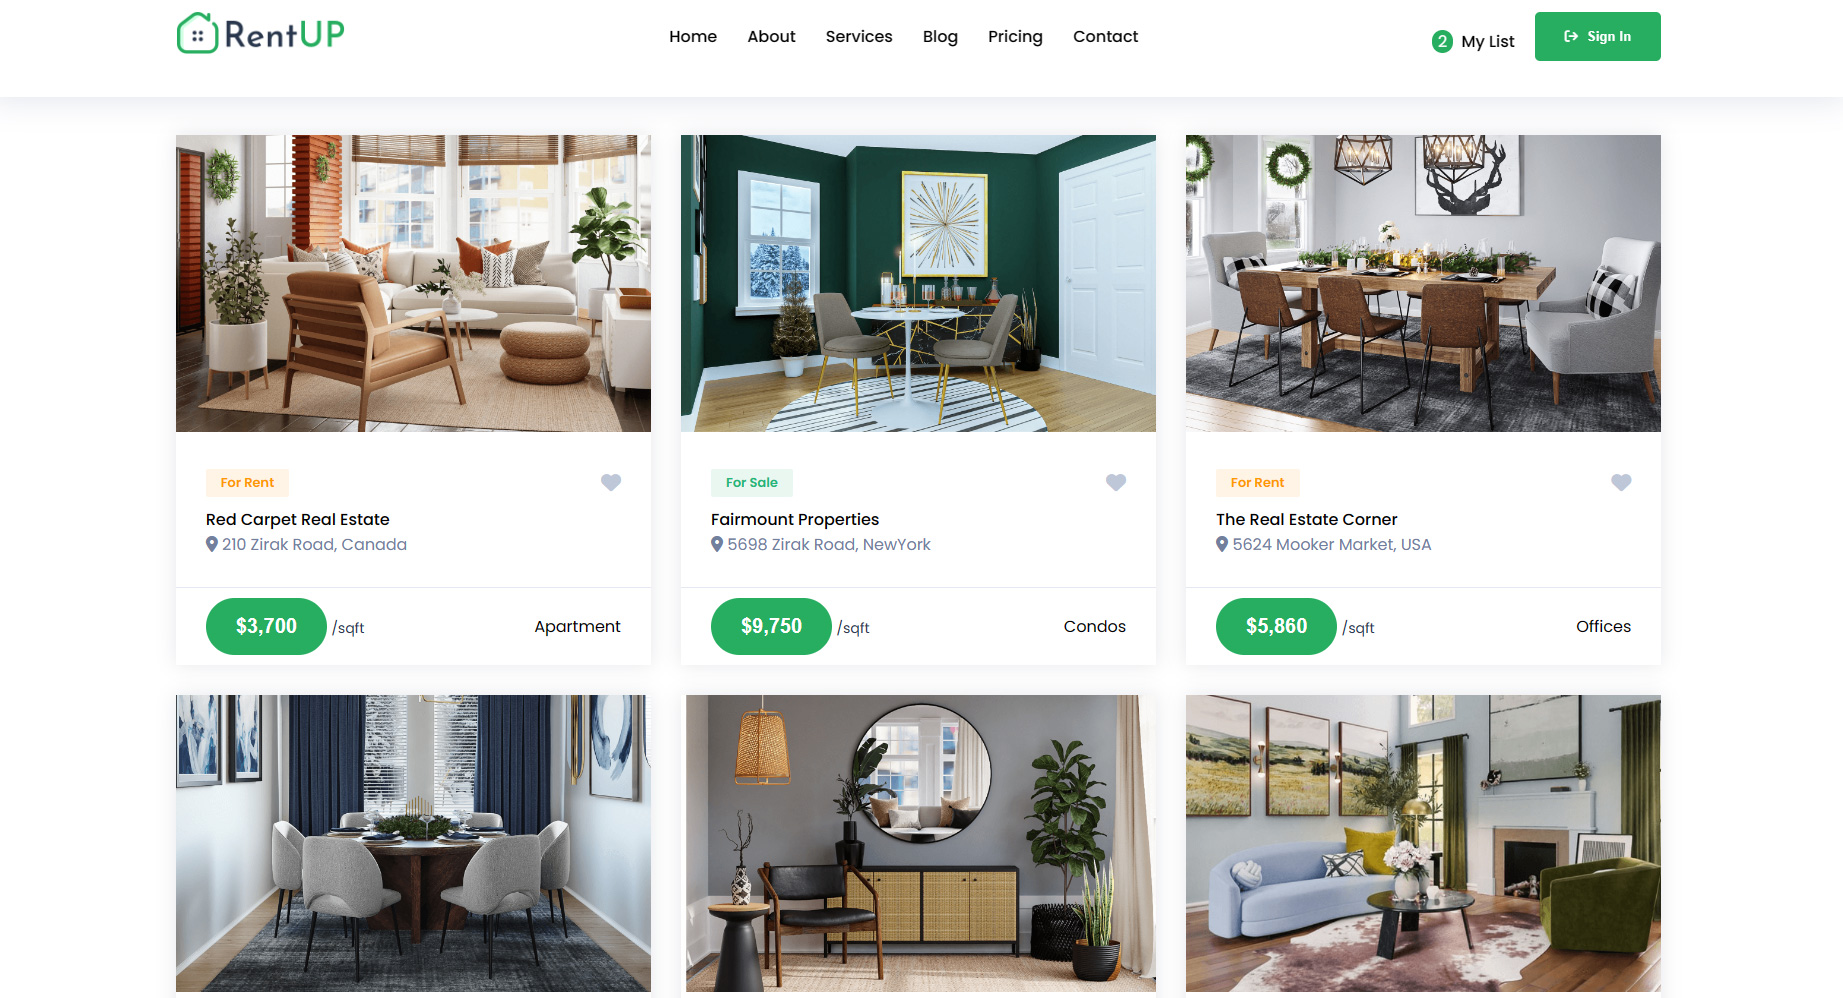 RentUP
Home About Services Blog Pricing Contact
2 My List
Sign In
For Rent
Red Carpet Real Estate
210 Zirak Road, Canada
$3,700 /sqft Apartment
For Sale
Fairmount Properties
5698 Zirak Road, NewYork
$9,750 /sqft Condos
For Rent
The Real Estate Corner
5624 Mooker Market, USA
$5,860 /sqft Offices